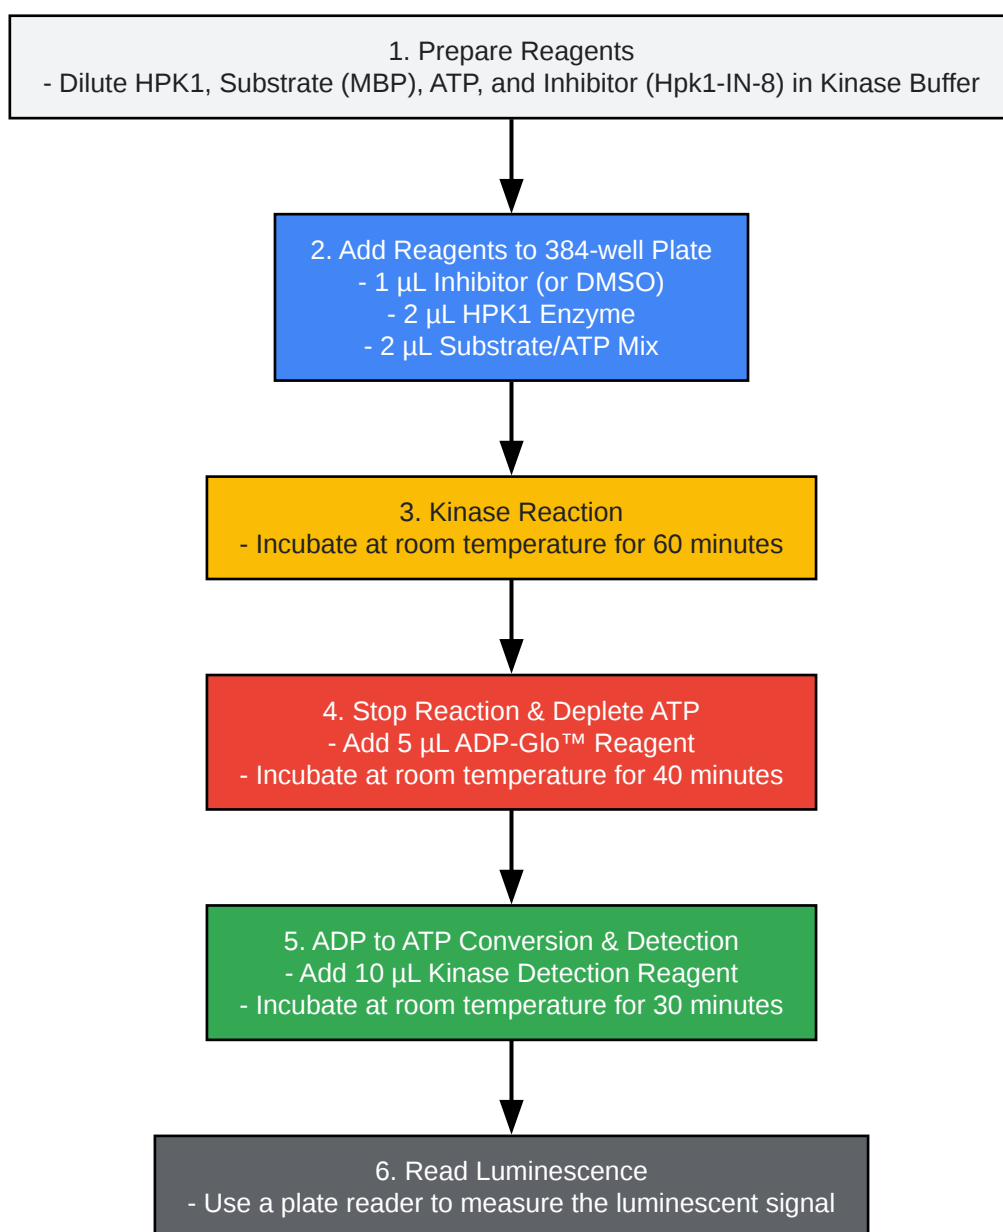 1. Prepare Reagents
- Dilute HPK1, Substrate (MBP), ATP, and Inhibitor (Hpk1-IN-8) in Kinase Buffer
2. Add Reagents to 384-well Plate
- 1 µL Inhibitor (or DMSO)
- 2 µL HPK1 Enzyme
- 2 µL Substrate/ATP Mix
3. Kinase Reaction
- Incubate at room temperature for 60 minutes
4. Stop Reaction & Deplete ATP
- Add 5 µL ADP-Glo™ Reagent
- Incubate at room temperature for 40 minutes
5. ADP to ATP Conversion & Detection
- Add 10 µL Kinase Detection Reagent
- Incubate at room temperature for 30 minutes
6. Read Luminescence
- Use a plate reader to measure the luminescent signal